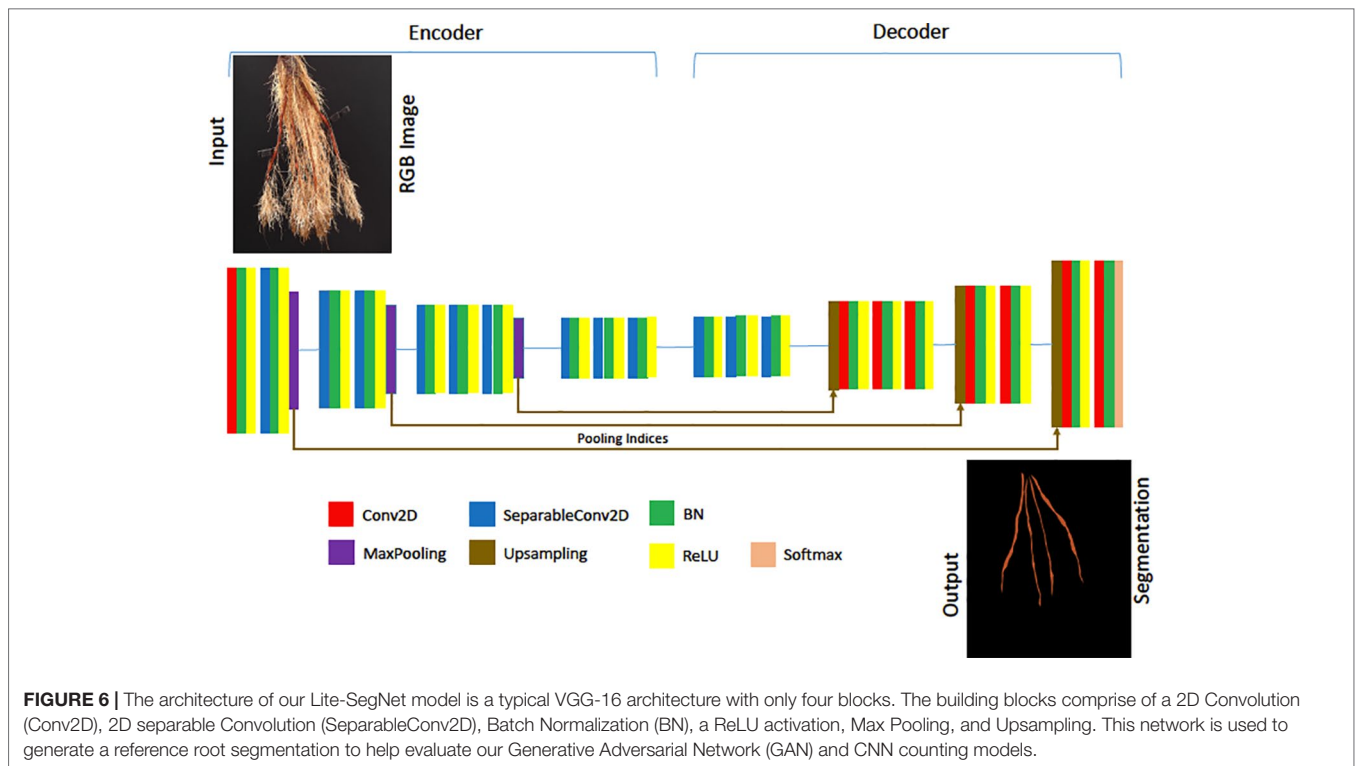 Encoder
Decoder
Input
RGB Image
Pooling Indices
Conv2D
SeparableConv2D
BN
MaxPooling
Upsampling
ReLU
Softmax
Output
Segmentation
FIGURE 6 | The architecture of our Lite-SegNet model is a typical VGG-16 architecture with only four blocks. The building blocks comprise of a 2D Convolution
(Conv2D), 2D separable Convolution (SeparableConv2D), Batch Normalization (BN), a ReLU activation, Max Pooling, and Upsampling. This network is used to
generate a reference root segmentation to help evaluate our Generative Adversarial Network (GAN) and CNN counting models.